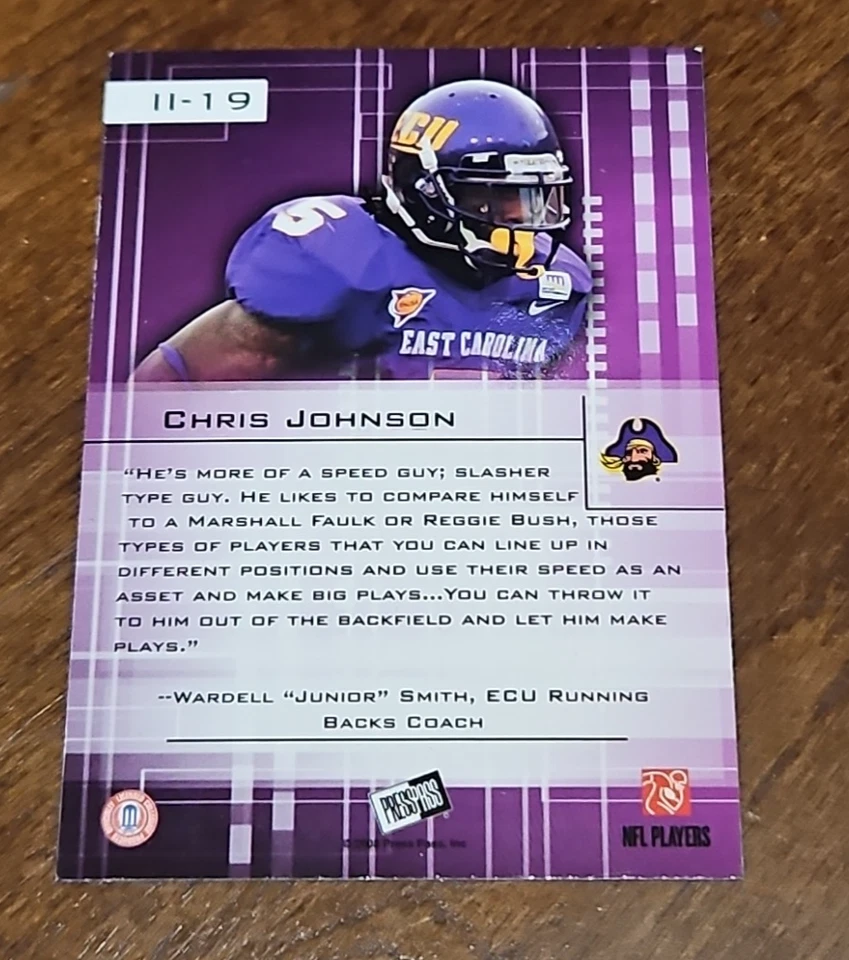 II-19
ECU
5
EAST CAROLINA
CHRIS JOHNSON
“HE'S MORE OF A SPEED GUY; SLASHER
TYPE GUY. HE LIKES TO COMPARE HIMSELF
TO A MARSHALL FAULK OR REGGIE BUSH, THOSE
TYPES OF PLAYERS THAT YOU CAN LINE UP IN
DIFFERENT POSITIONS AND USE THEIR SPEED AS AN
ASSET AND MAKE BIG PLAYS...YOU CAN THROW IT
TO HIM OUT OF THE BACKFIELD AND LET HIM MAKE
PLAYS.”
--WARDELL “JUNIOR” SMITH, ECU RUNNING
BACKS COACH
PRESS PASS
© 2008 Press Pass, Inc
NFL PLAYERS